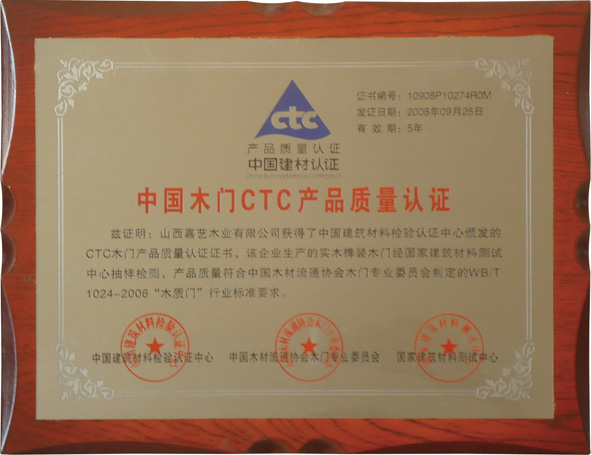 证书编号：10908P10274R0M
发证日期：2008年09月25日
有 效 期：5年
ctc
产品质量认证
中国建材认证
中国木门CTC产品质量认证
兹证明：山西嘉艺木业有限公司获得了中国建筑材料检验认证中心颁发的
CTC木门产品质量认证证书，该企业生产的实木榫装木门经国家建筑材料测试
中心抽样检测，产品质量符合中国木材流通协会木门专业委员会制定的WB/T
1024-2006“木质门”行业标准要求。
中国建筑材料检验认证中心
中国木材流通协会木门专业委员会
国家建筑材料测试中心